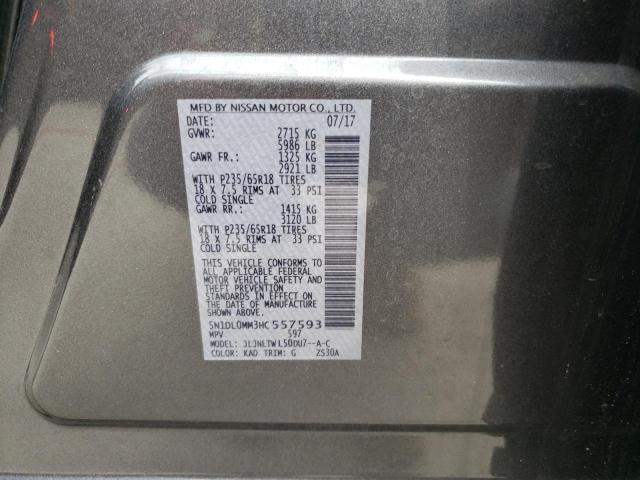 MFD BY NISSAN MOTOR CO., LTD.
DATE: 07/17
GVWR: 2715 KG
5986 LB
GAWR FR.: 1325 KG
2921 LB
WITH P235/65R18 TIRES
18 X 7.5 RIMS AT 33 PSI
COLD SINGLE
GAWR RR.: 1415 KG
3120 LB
WITH P235/65R18 TIRES
18 X 7.5 RIMS AT 33 PSI
COLD SINGLE
THIS VEHICLE CONFORMS TO
ALL APPLICABLE FEDERAL
MOTOR VEHICLE SAFETY AND
THEFT PREVENTION
STANDARDS IN EFFECT ON
THE DATE OF MANUFACTURE
SHOWN ABOVE.
5N1DL0MM3HC557593
MPV 597
MODEL: JLJNLTWL50DU7--A-C
COLOR: KAD TRIM: G ZS30A